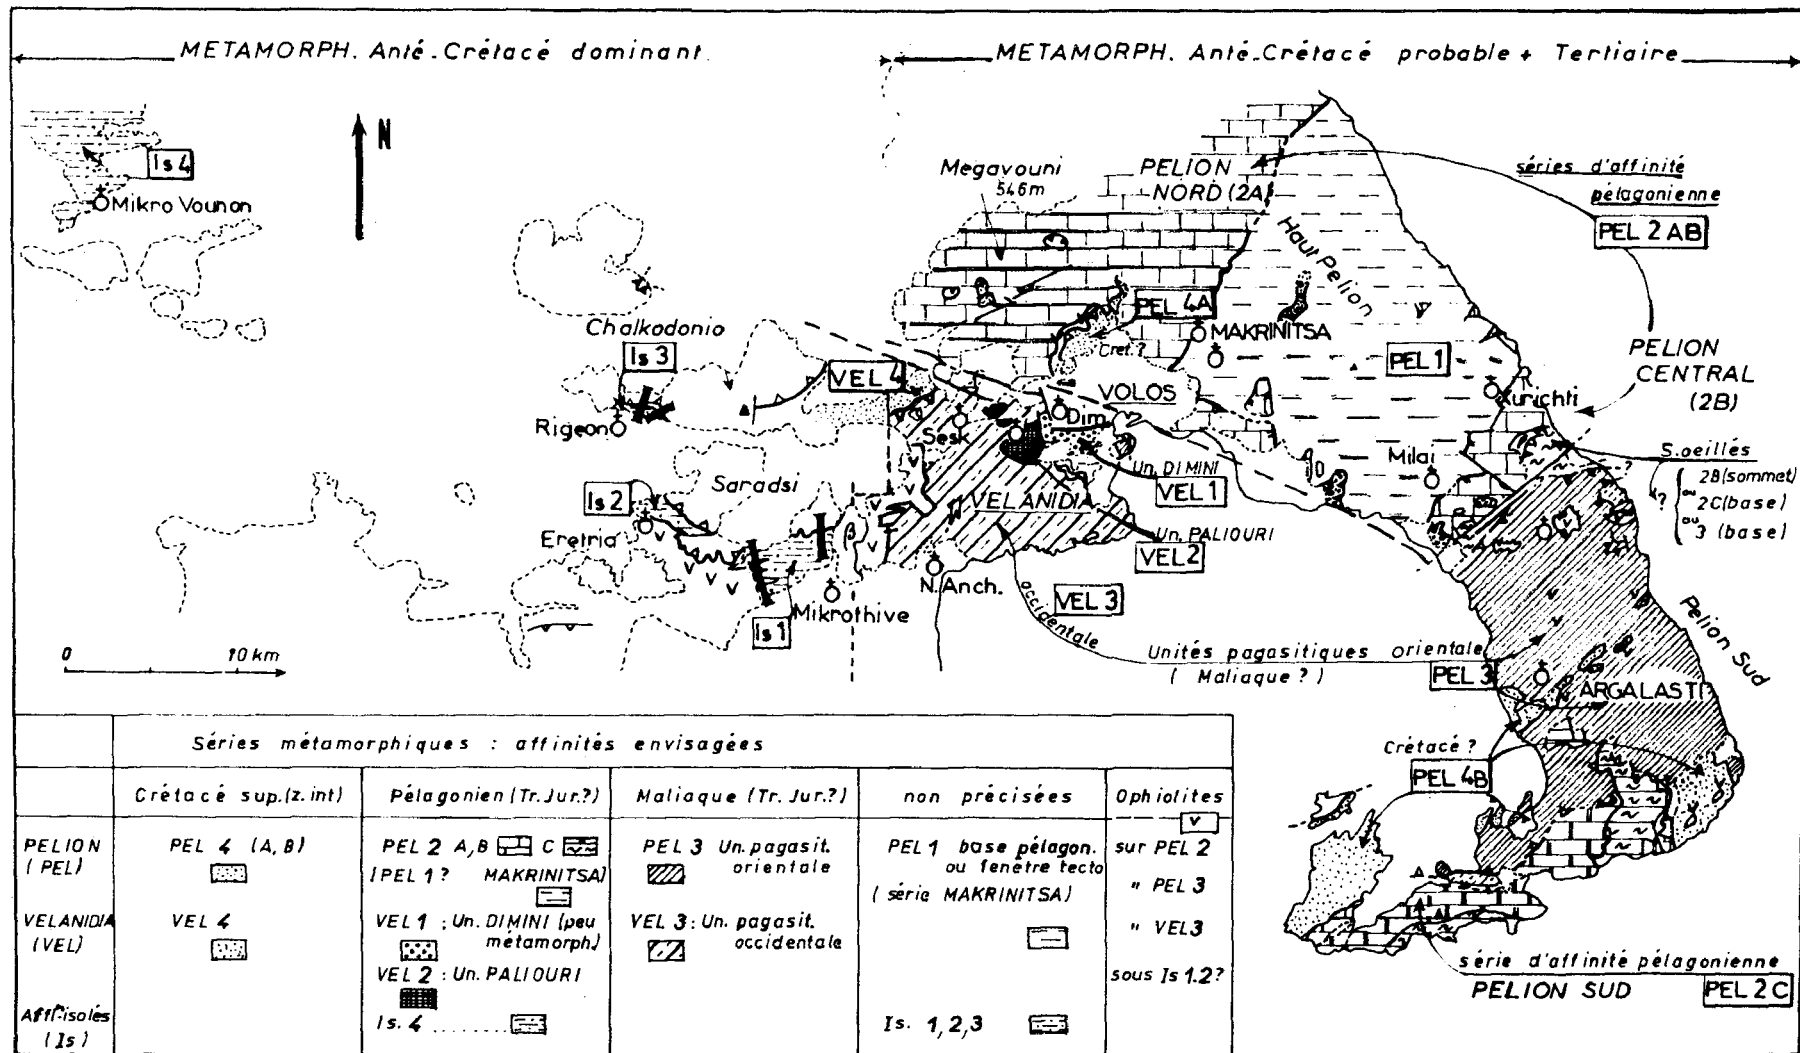 METAMORPH. Anté-Crétacé dominant
METAMORPH. Anté-Crétacé probable + Tertiaire
N
Is 4
Mikro Vounon
Megavouni
546m
PELION
NORD (2A)
séries d'affinité
pélagonienne
PEL 2 AB
Haut Pelion
PEL 4A
Cret.?
MAKRINITSA
Chalkodonio
Is 3
Rigeon
VEL 4
VOLOS
PEL 1
PELION
CENTRAL
(2B)
Xurichti
Sesk
Dim.
Milai
S.oeillés
?
2B (sommet)
ou
2C (base)
ou
3 (base)
Un. DIMINI
VEL 1
Saradsi
Is 2
VELANIDIA
Eretria
β
Un. PALIOURI
VEL 2
N. Anch.
Mikrothive
Is 1
VEL 3
occidentale
Unités pagasitiques orientale
( Maliaque ? )
PEL 3
Pelion Sud
ARGALASTI
0 10 km
Crétacé ?
PEL 4B
série d'affinité pélagonienne
PELION SUD
PEL 2 C
Séries métamorphiques : affinités envisagées
Crétacé sup.(z.int)
Pélagonien (Tr.Jur.?)
Maliaque (Tr. Jur.?)
non précisées
Ophiolites
v
PELION
(PEL)
PEL 4 (A, B)
PEL 2 A,B C
[PEL 1 ? MAKRINITSA]
PEL 3 Un. pagasit.
orientale
PEL 1 base pélagon.
ou fenêtre tecto
( série MAKRINITSA)
sur PEL 2
" PEL 3
VELANIDIA
(VEL)
VEL 4
VEL 1 : Un. DIMINI (peu
métamorph.)
VEL 2 : Un. PALIOURI
VEL 3 : Un. pagasit.
occidentale
" VEL 3
sous Is 1.2?
Affl.isolés
(Is)
Is. 4 ........
Is. 1, 2, 3